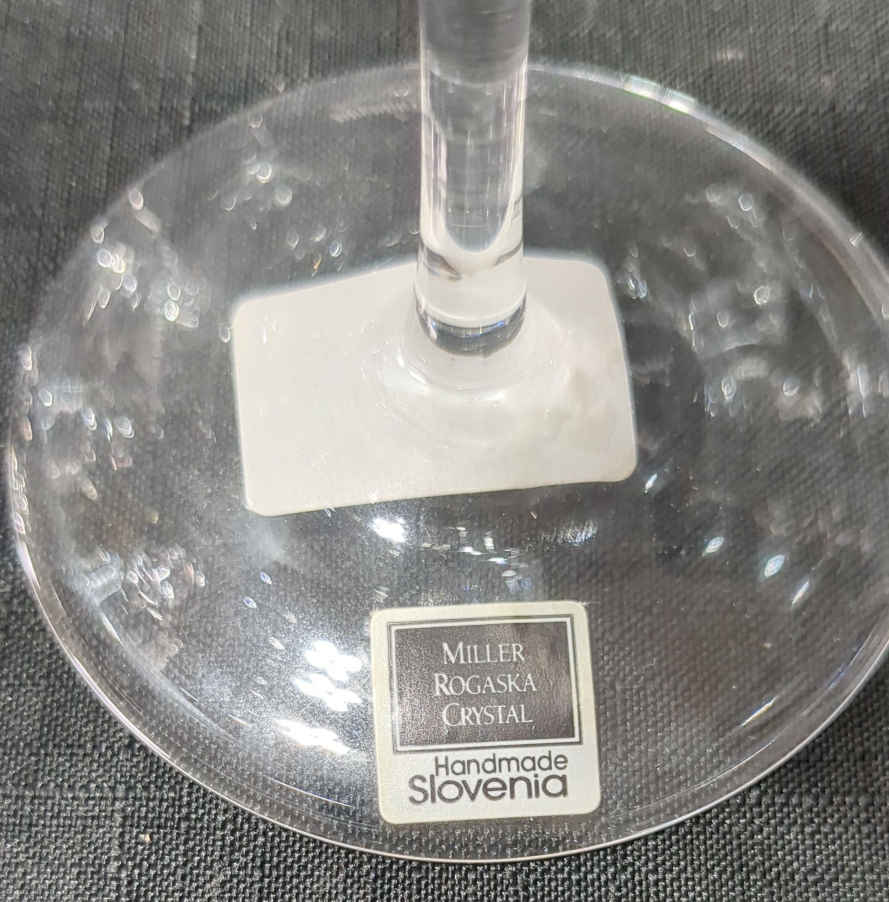 MILLER
ROGASKA
CRYSTAL
Handmade
Slovenia